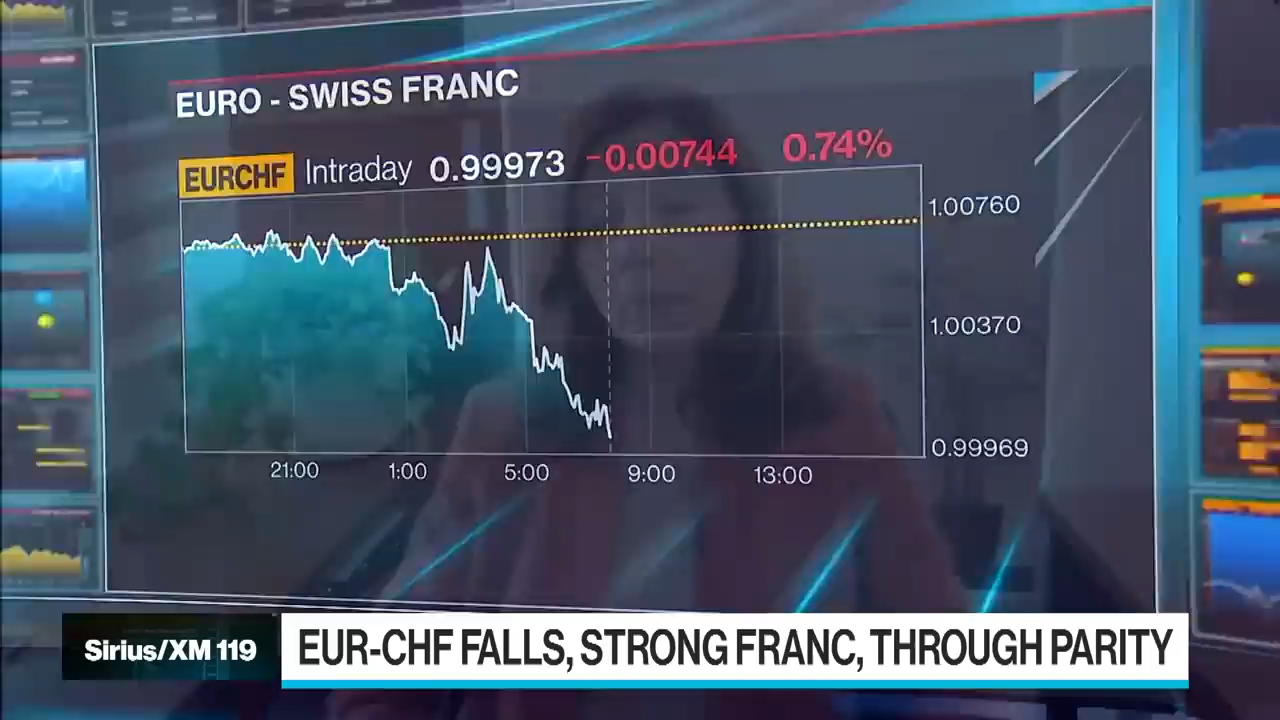 EURO - SWISS FRANC
EURCHF Intraday 0.99973 -0.00744 0.74%
1.00760
1.00370
0.99969
21:00 1:00 5:00 9:00 13:00
Sirius/XM 119
EUR-CHF FALLS, STRONG FRANC, THROUGH PARITY